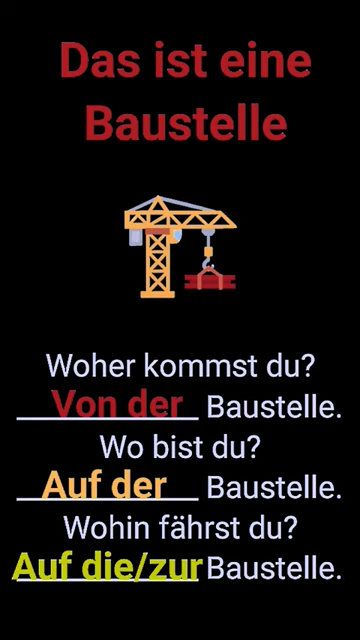 Das ist eine
Baustelle
Woher kommst du?
Von der Baustelle.
Wo bist du?
Auf der Baustelle.
Wohin fährst du?
Auf die/zur Baustelle.